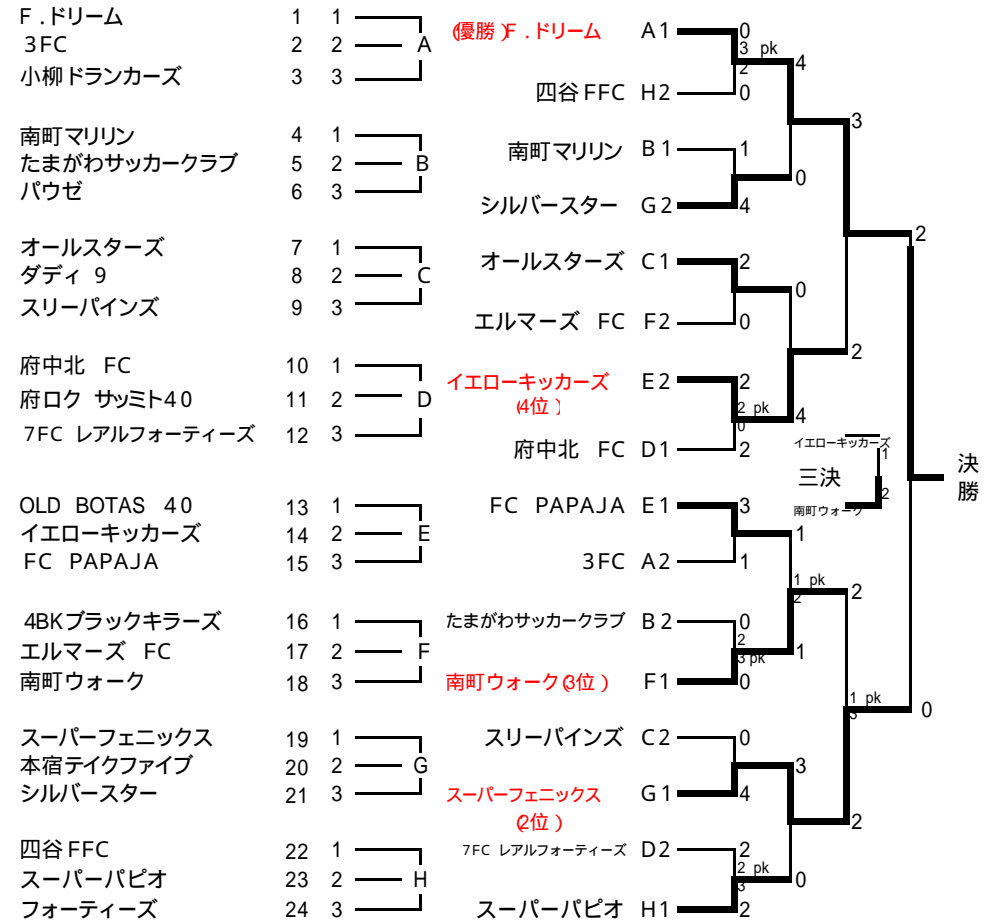 F .ドリーム 1 1
3FC 2 2 A
小柳ドランカーズ 3 3
南町マリリン 4 1
たまがわサッカークラブ 5 2 B
パウゼ 6 3
オールスターズ 7 1
ダディ 9 8 2 C
スリーパインズ 9 3
府中北 FC 10 1
府ロク サッミト40 11 2 D
7FC レアルフォーティーズ 12 3
OLD BOTAS 40 13 1
イエローキッカーズ 14 2 E
FC PAPAJA 15 3
4BKブラックキラーズ 16 1
エルマーズ FC 17 2 F
南町ウォーク 18 3
スーパーフェニックス 19 1
本宿テイクファイブ 20 2 G
シルバースター 21 3
四谷FFC 22 1
スーパーパピオ 23 2 H
フォーティーズ 24 3
(優勝)F .ドリーム A1 0
3 pk
2
4
四谷FFC H2 0
3
南町マリリン B1 1
0
シルバースター G2 4
2
オールスターズ C1 2
0
エルマーズ FC F2 0
2
イエローキッカーズ E2 2
(4位)
2 pk
0
4
府中北 FC D1 2
イエローキッカーズ
1
三決
2
南町ウォーク
決
勝
FC PAPAJA E1 3
1
3FC A2 1
1 pk
2
2
たまがわサッカークラブ B2 0
2
3 pk
1
南町ウォーク(3位) F1 0
1 pk
3
0
スリーパインズ C2 0
3
スーパーフェニックス G1 4
(2位)
2
7FC レアルフォーティーズ D2 2
2 pk
3
0
スーパーパピオ H1 2